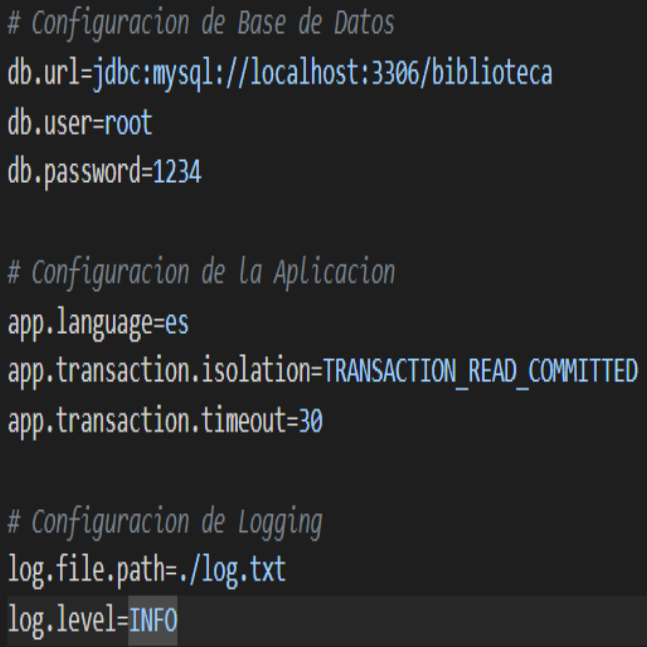 # Configuracion de Base de Datos
db.url=jdbc:mysql://localhost:3306/biblioteca
db.user=root
db.password=1234
# Configuracion de la Aplicacion
app.language=es
app.transaction.isolation=TRANSACTION_READ_COMMITTED
app.transaction.timeout=30
# Configuracion de Logging
log.file.path=./log.txt
log.level=INFO